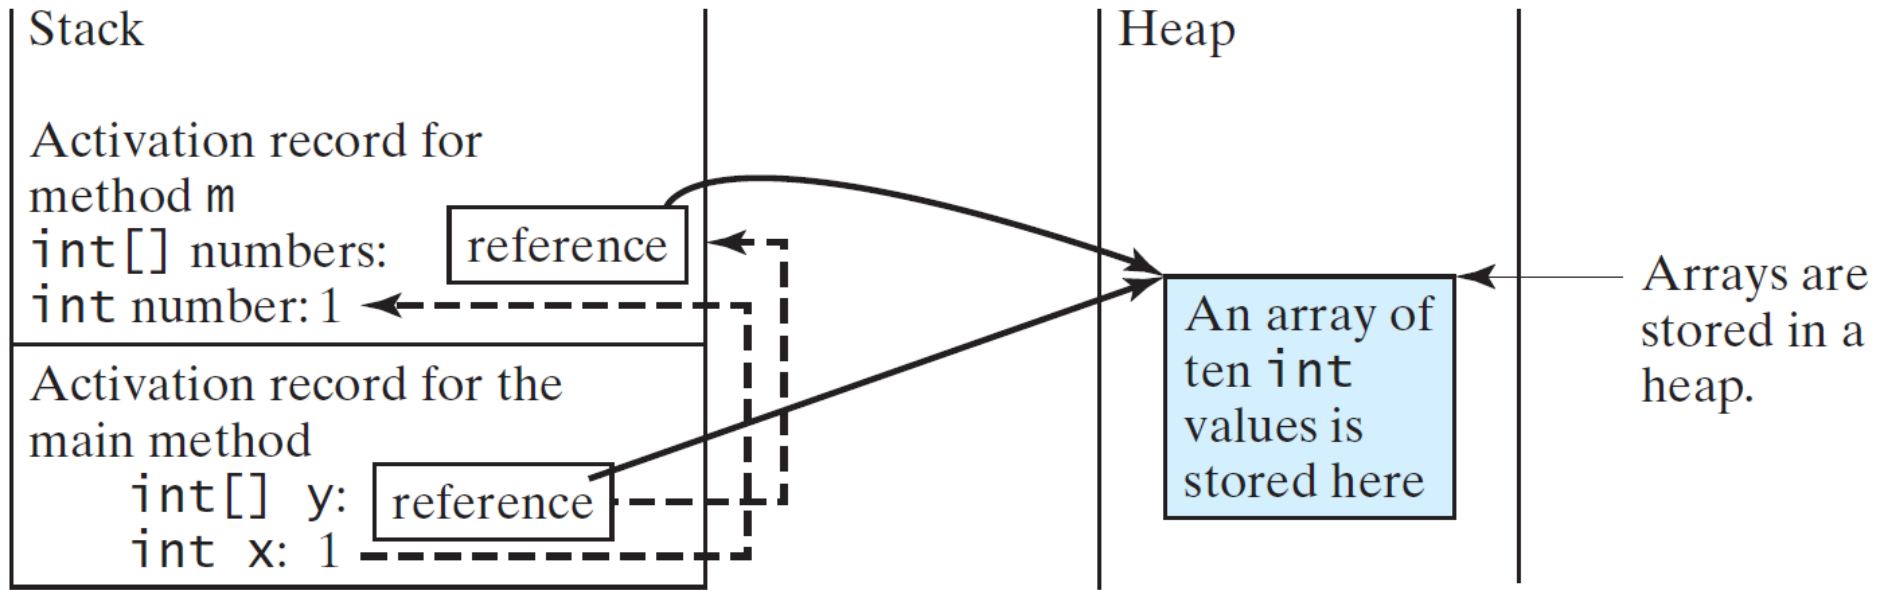 Stack
Activation record for
method m
int[] numbers:
reference
int number: 1
Activation record for the
main method
int[] y:
reference
int x: 1
Heap
An array of
ten int
values is
stored here
Arrays are
stored in a
heap.